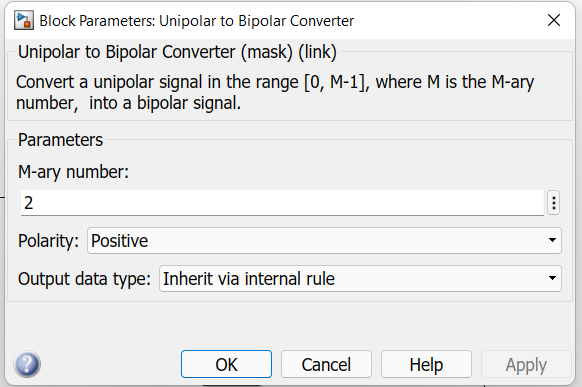 Block Parameters: Unipolar to Bipolar Converter
Unipolar to Bipolar Converter (mask) (link)
Convert a unipolar signal in the range [0, M-1], where M is the M-ary
number,  into a bipolar signal.
Parameters
M-ary number:
2
Polarity: Positive
Output data type: Inherit via internal rule
? OK Cancel Help Apply